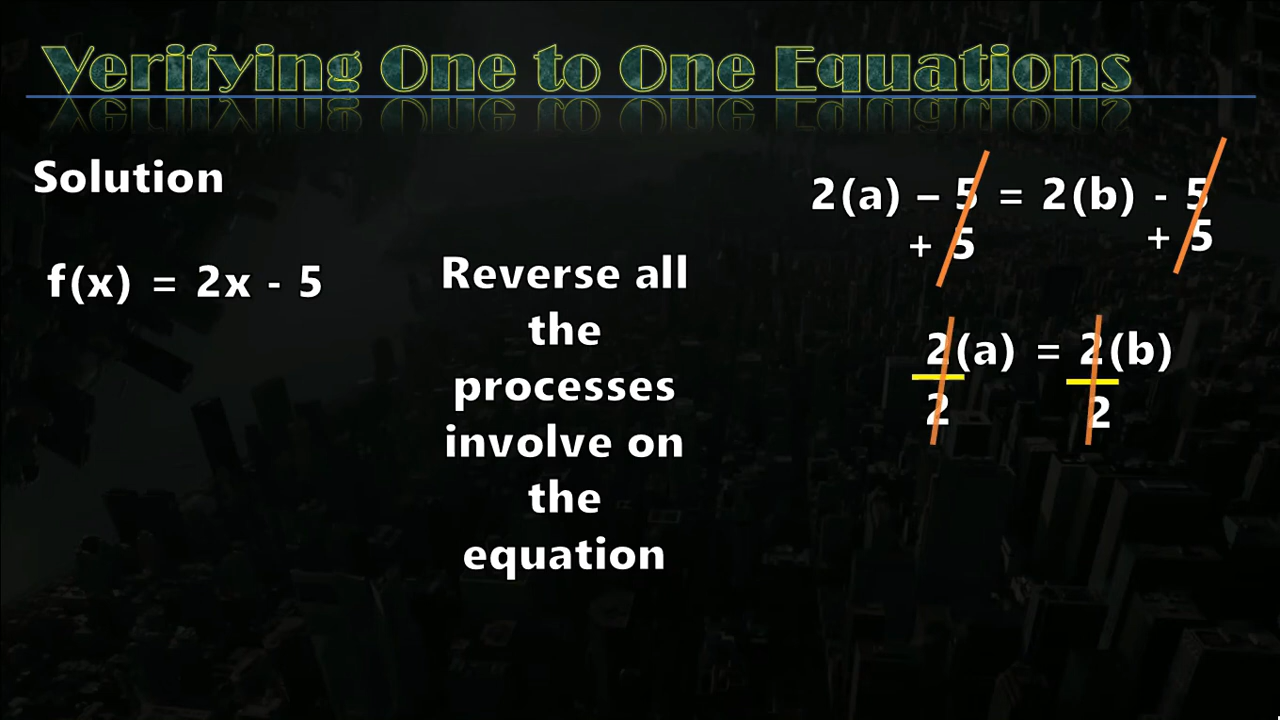 Verifying One to One Equations
Solution
f(x) = 2x - 5
Reverse all
the
processes
involve on
the
equation
2(a) – 5 = 2(b) - 5
+ 5 + 5
2(a) = 2(b)
2 2